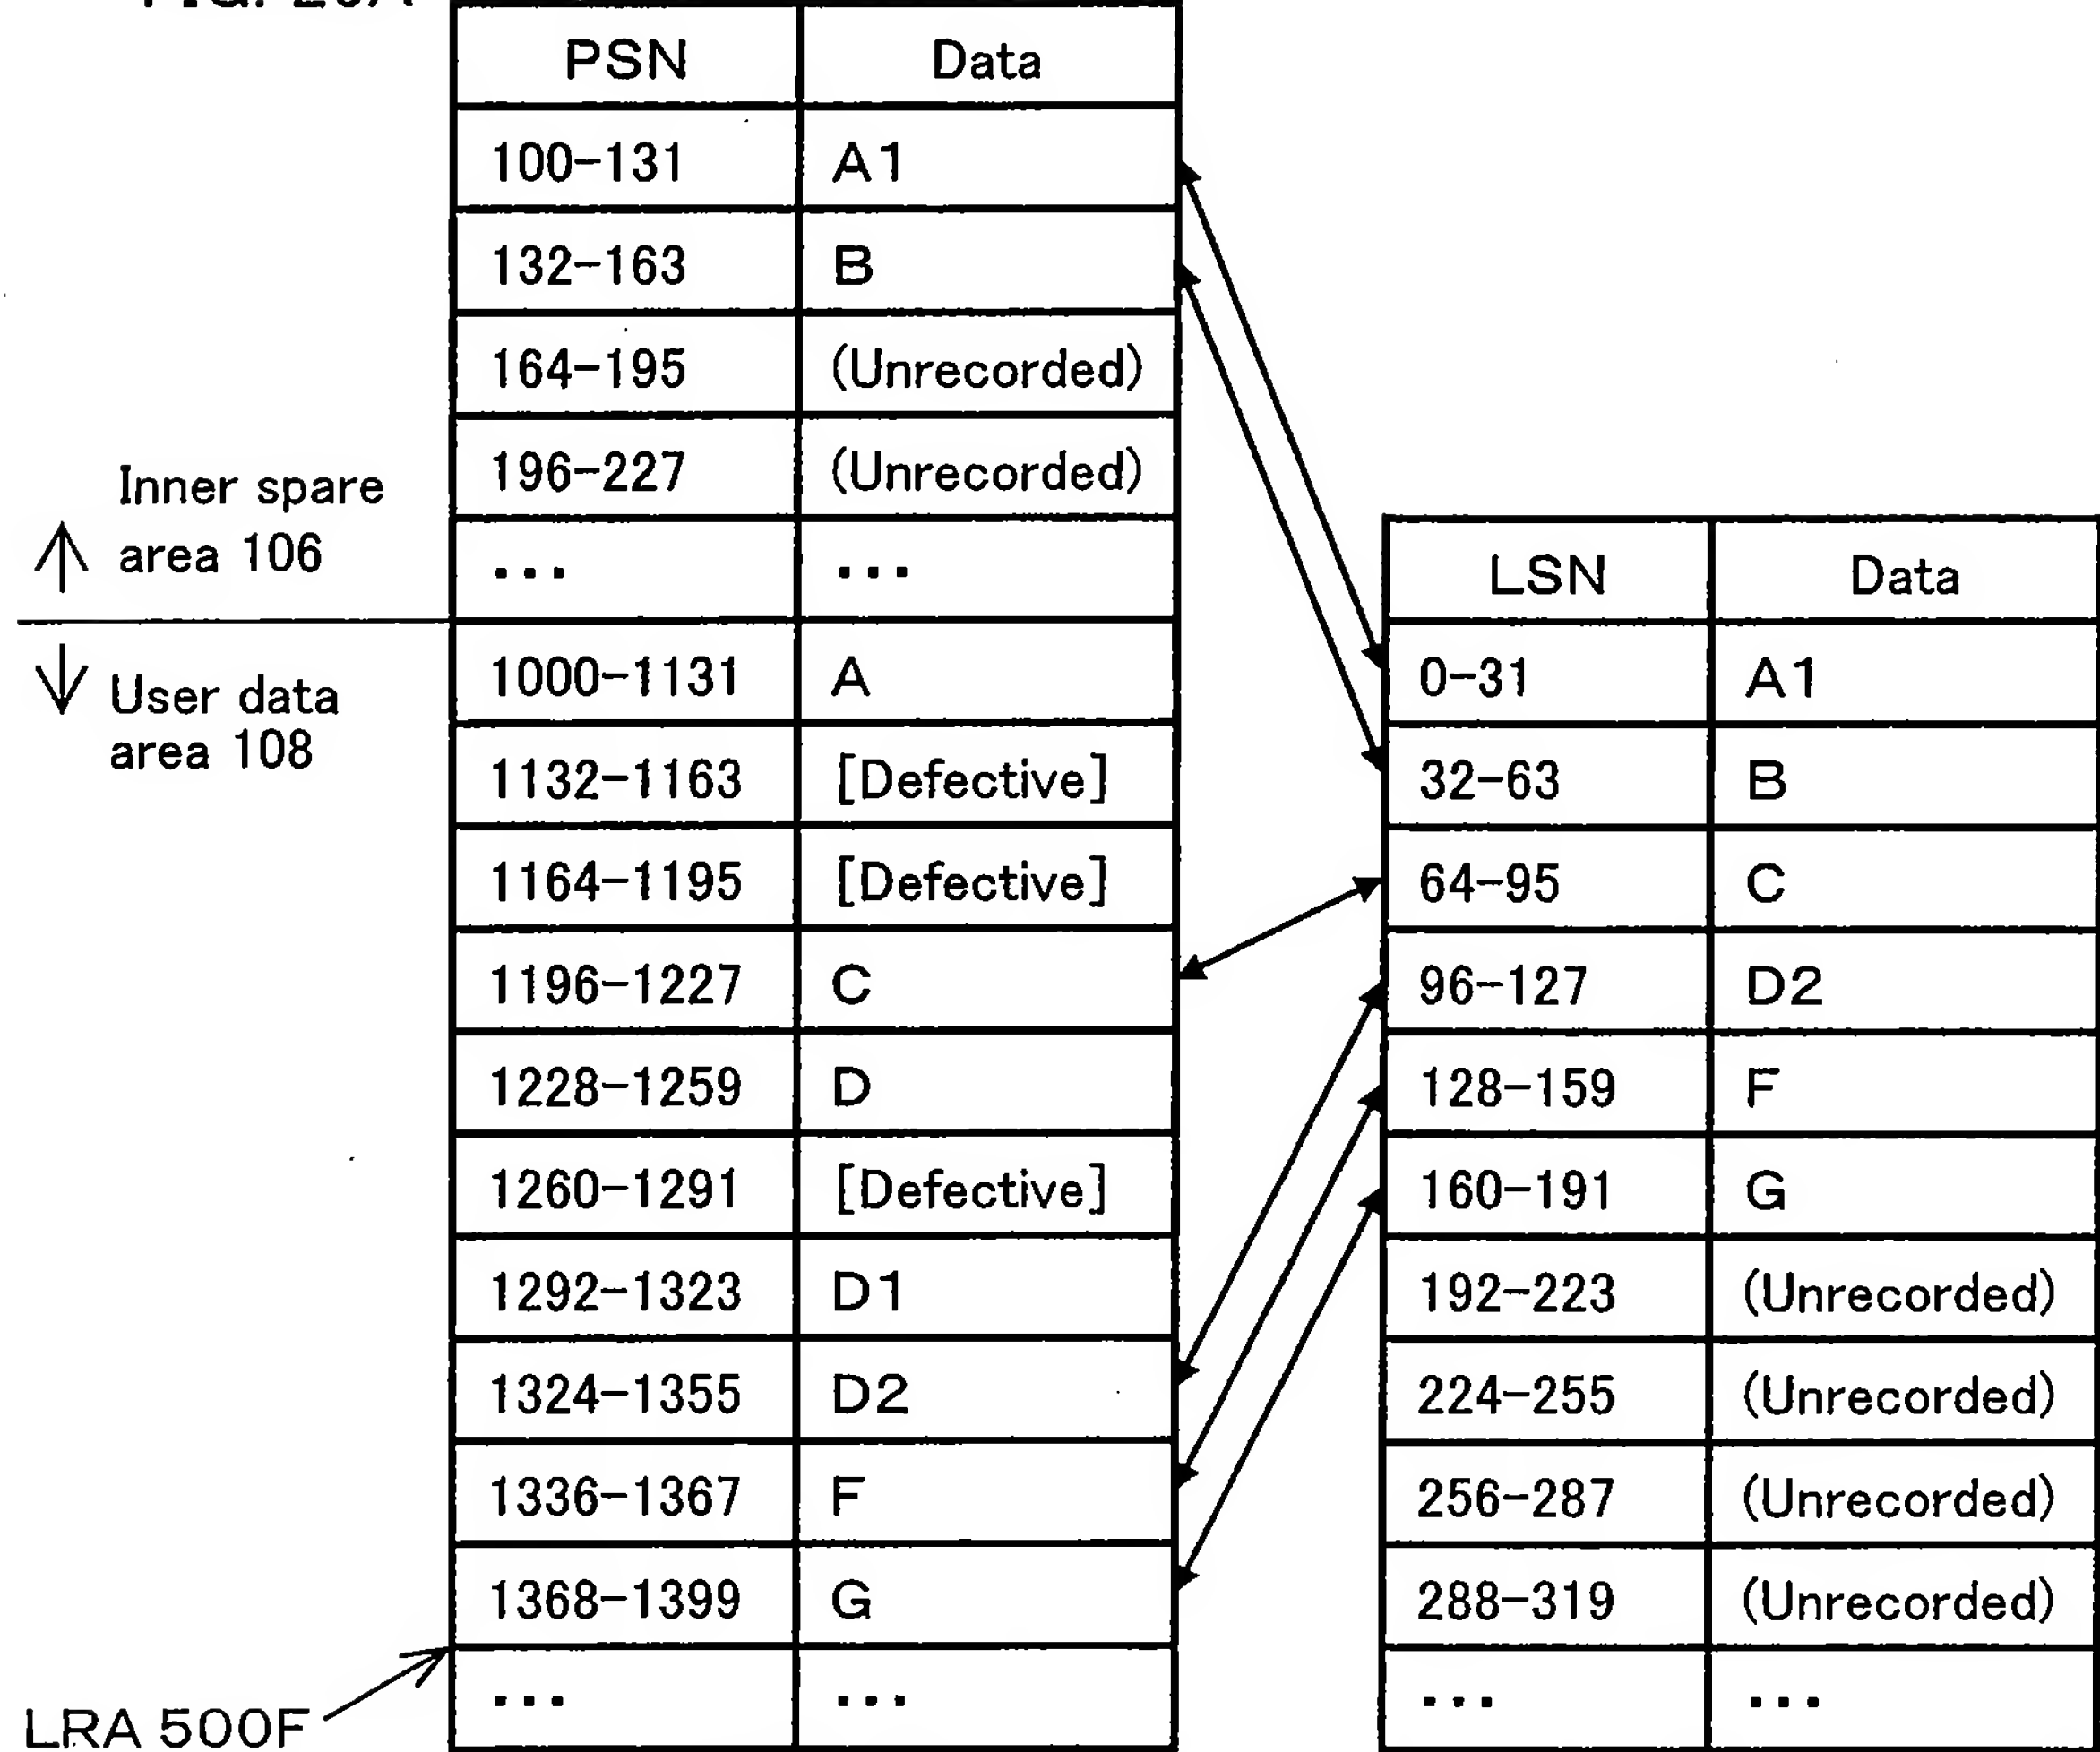 PSN Data
100-131 A1
132-163 B
164-195 (Unrecorded)
196-227 (Unrecorded)
... ...
1000-1131 A
1132-1163 [Defective]
1164-1195 [Defective]
1196-1227 C
1228-1259 D
1260-1291 [Defective]
1292-1323 D1
1324-1355 D2
1336-1367 F
1368-1399 G
... ...
Inner spare
area 106
User data
area 108
LRA 500F
LSN Data
0-31 A1
32-63 B
64-95 C
96-127 D2
128-159 F
160-191 G
192-223 (Unrecorded)
224-255 (Unrecorded)
256-287 (Unrecorded)
288-319 (Unrecorded)
... ...